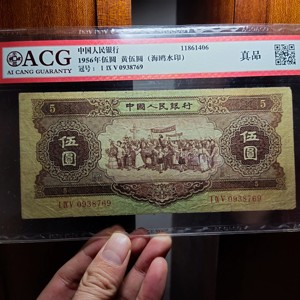 ACG
AI CANG GUARANTY
中国人民银行
11861406
1956年伍圆 黄伍圆（海鸥水印）
冠号：I IX V 0938769
真品
5 中國人民銀行 5
伍圆
伍圆
I IX V 0938769
I IX V 0938769
5
5